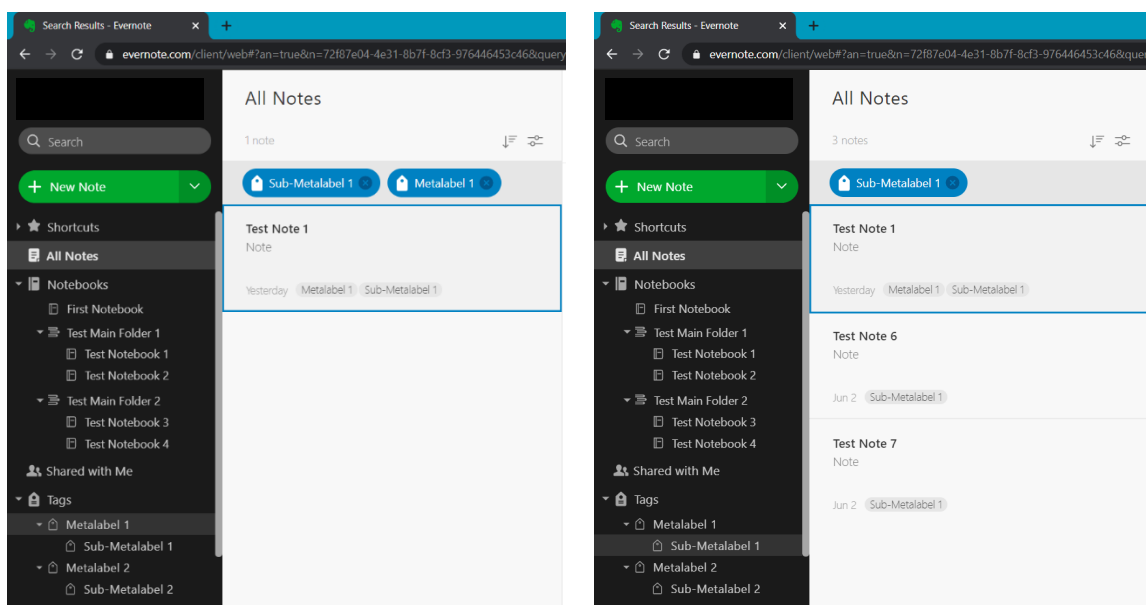 Search Results - Evernote
evernote.com/client/web#?an=true&n=72f87e04-4e31-8b7f-8cf3-976446453c46&query
Search
New Note
Shortcuts
All Notes
Notebooks
First Notebook
Test Main Folder 1
Test Notebook 1
Test Notebook 2
Test Main Folder 2
Test Notebook 3
Test Notebook 4
Shared with Me
Tags
Metalabel 1
Sub-Metalabel 1
Metalabel 2
Sub-Metalabel 2
All Notes
1 note
Sub-Metalabel 1 Metalabel 1
Test Note 1
Note
Yesterday Metalabel 1 Sub-Metalabel 1
Search Results - Evernote
evernote.com/client/web#?an=true&n=72f87e04-4e31-8b7f-8cf3-976446453c46&quer
Search
New Note
Shortcuts
All Notes
Notebooks
First Notebook
Test Main Folder 1
Test Notebook 1
Test Notebook 2
Test Main Folder 2
Test Notebook 3
Test Notebook 4
Shared with Me
Tags
Metalabel 1
Sub-Metalabel 1
Metalabel 2
Sub-Metalabel 2
All Notes
3 notes
Sub-Metalabel 1
Test Note 1
Note
Yesterday Metalabel 1 Sub-Metalabel 1
Test Note 6
Note
Jun 2 Sub-Metalabel 1
Test Note 7
Note
Jun 2 Sub-Metalabel 1